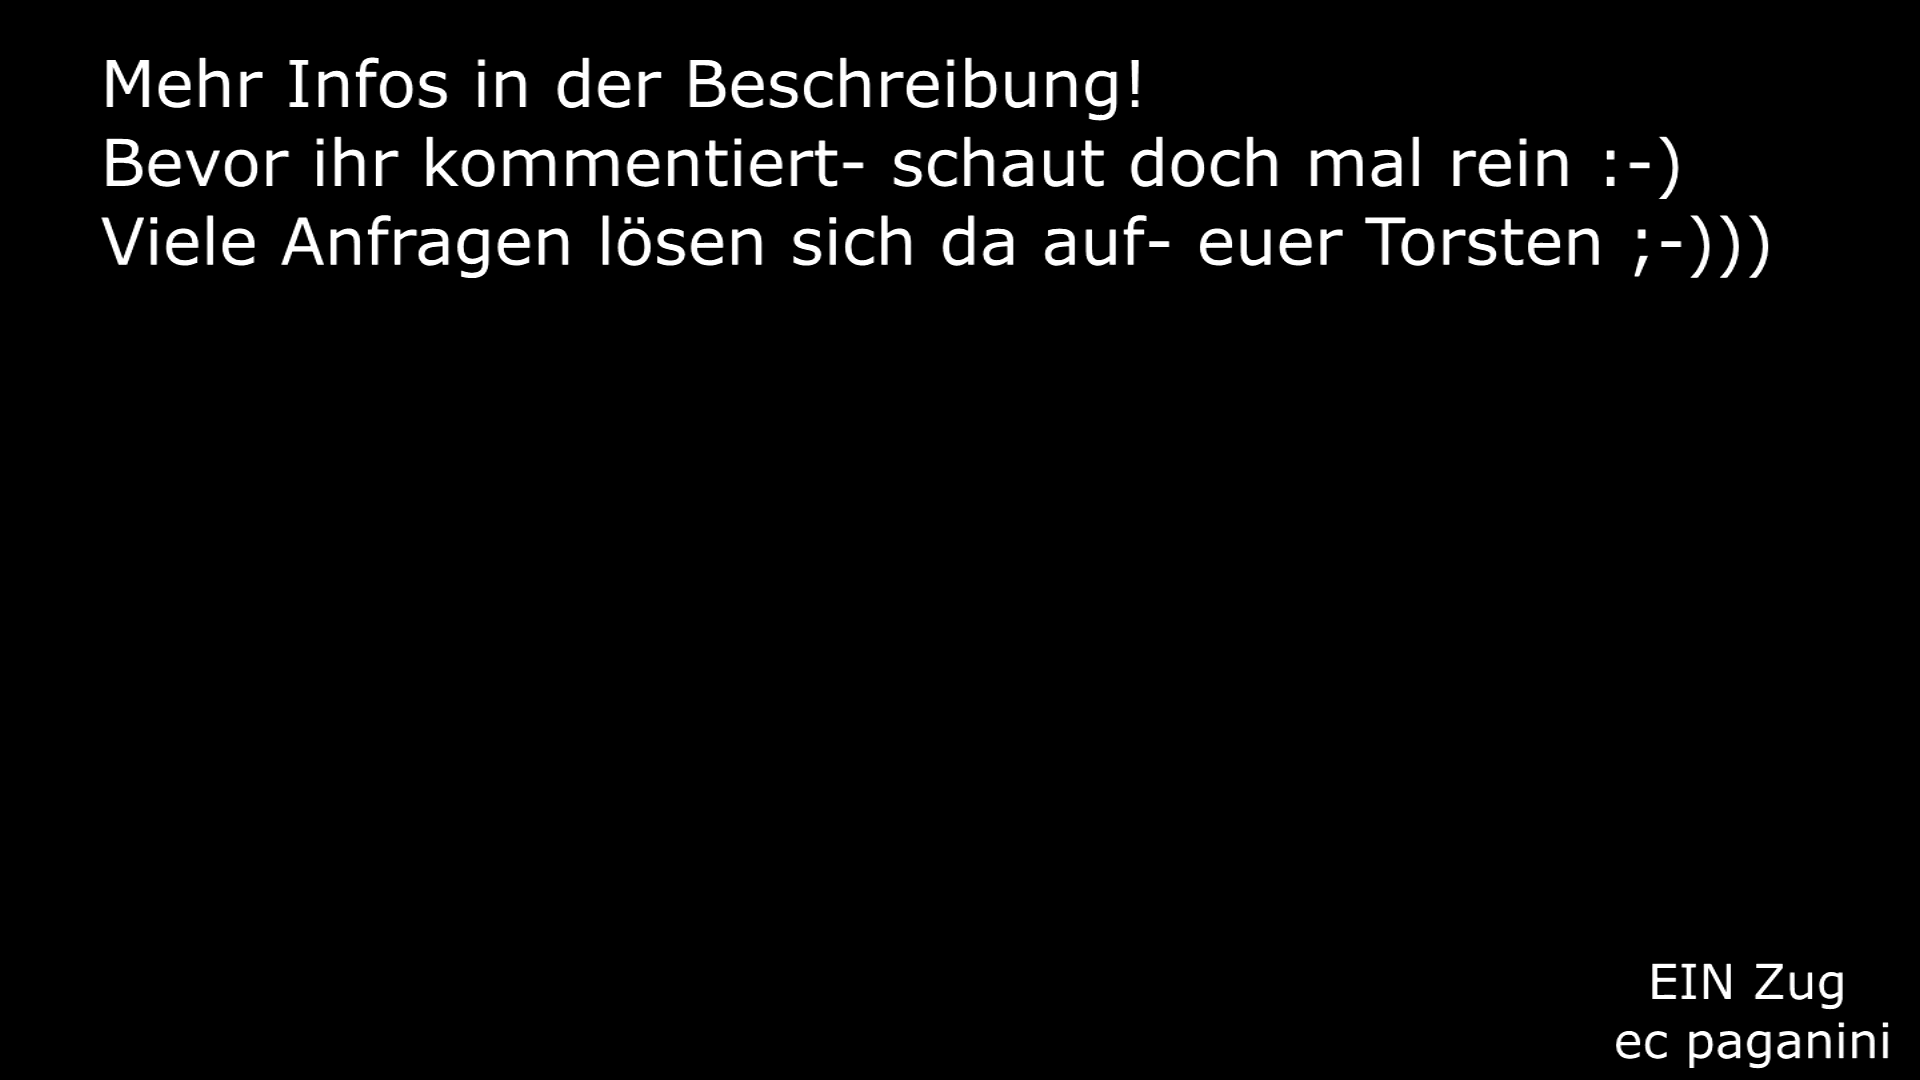 Mehr Infos in der Beschreibung!
Bevor ihr kommentiert- schaut doch mal rein :-)
Viele Anfragen lösen sich da auf- euer Torsten ;-)))
EIN Zug
ec paganini